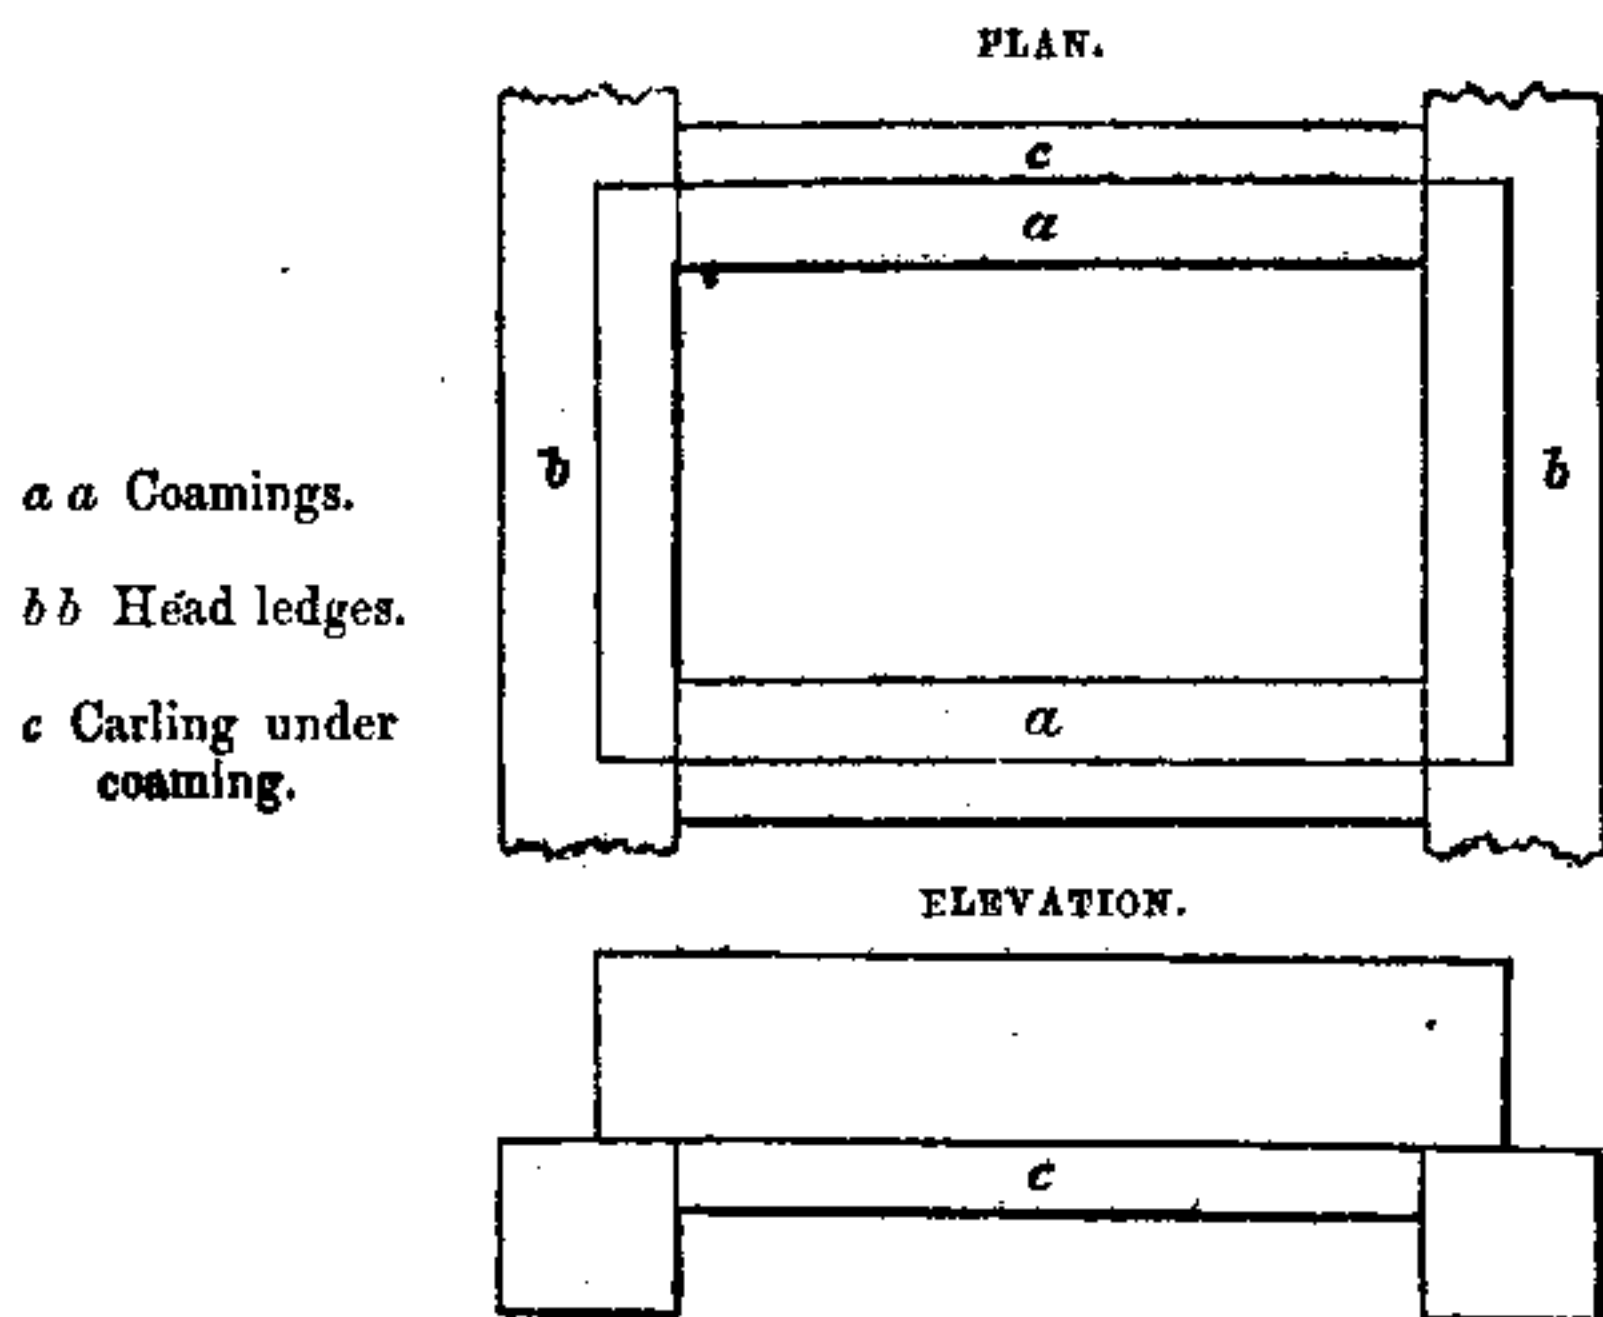 PLAN.
c
a
b
b
a a Coamings.
b b Head ledges.
c Carling under
coaming.
a
ELEVATION.
c